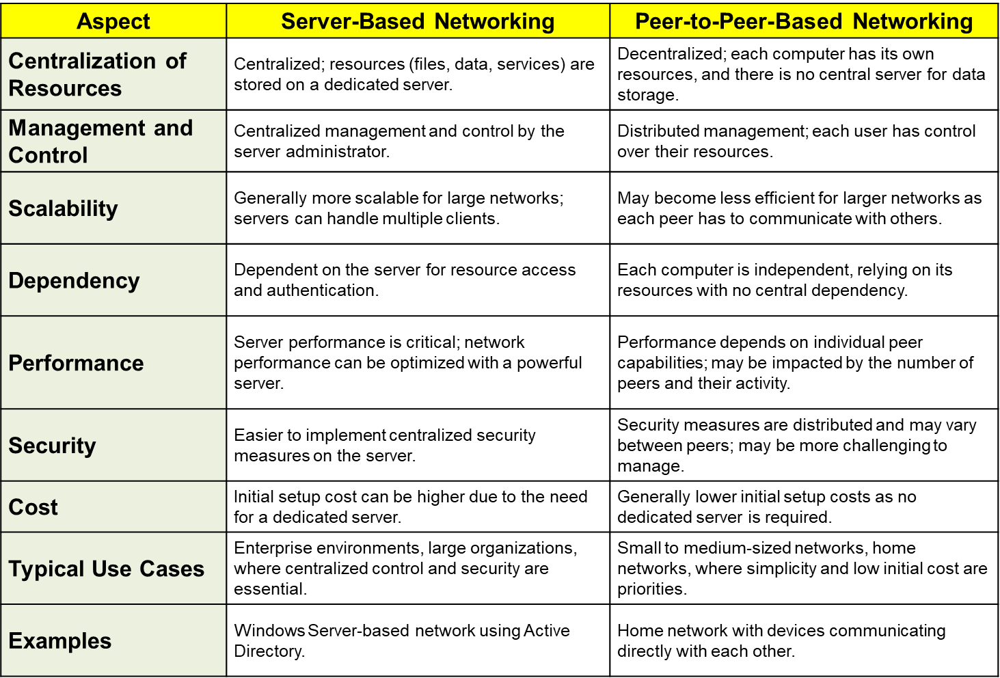 Aspect
Server-Based Networking
Peer-to-Peer-Based Networking
Centralization of
Resources
Centralized; resources (files, data, services) are
stored on a dedicated server.
Decentralized; each computer has its own
resources, and there is no central server for data
storage.
Management and
Control
Centralized management and control by the
server administrator.
Distributed management; each user has control
over their resources.
Scalability
Generally more scalable for large networks;
servers can handle multiple clients.
May become less efficient for larger networks as
each peer has to communicate with others.
Dependency
Dependent on the server for resource access
and authentication.
Each computer is independent, relying on its
resources with no central dependency.
Performance
Server performance is critical; network
performance can be optimized with a powerful
server.
Performance depends on individual peer
capabilities; may be impacted by the number of
peers and their activity.
Security
Easier to implement centralized security
measures on the server.
Security measures are distributed and may vary
between peers; may be more challenging to
manage.
Cost
Initial setup cost can be higher due to the need
for a dedicated server.
Generally lower initial setup costs as no
dedicated server is required.
Typical Use Cases
Enterprise environments, large organizations,
where centralized control and security are
essential.
Small to medium-sized networks, home
networks, where simplicity and low initial cost are
priorities.
Examples
Windows Server-based network using Active
Directory.
Home network with devices communicating
directly with each other.